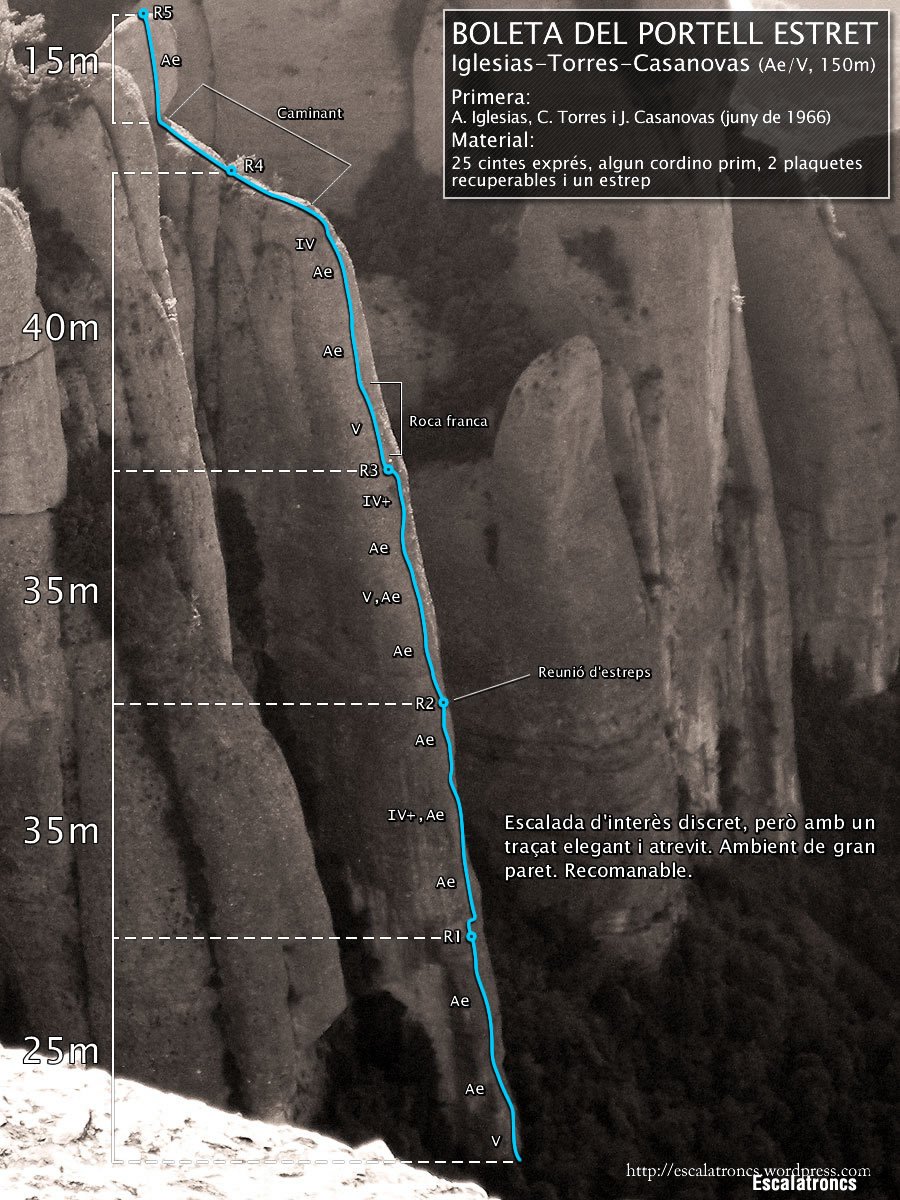 BOLETA DEL PORTELL ESTRET
Iglesias-Torres-Casanovas (Ae/V, 150m)
Primera:
A. Iglesias, C. Torres i J. Casanovas (juny de 1966)
Material:
25 cintes exprés, algun cordino prim, 2 plaquetes
recuperables i un estrep
R5
15m
Ae
Caminant
R4
IV
Ae
40m
Ae
Roca franca
V
R3
IV+
Ae
35m
V,Ae
Ae
Reunió d'estreps
R2
Ae
IV+,Ae
35m
Escalada d'interès discret, però amb un
traçat elegant i atrevit. Ambient de gran
paret. Recomanable.
Ae
R1
Ae
25m
Ae
V
http://escalatroncs.wordpress.com
Escalatroncs